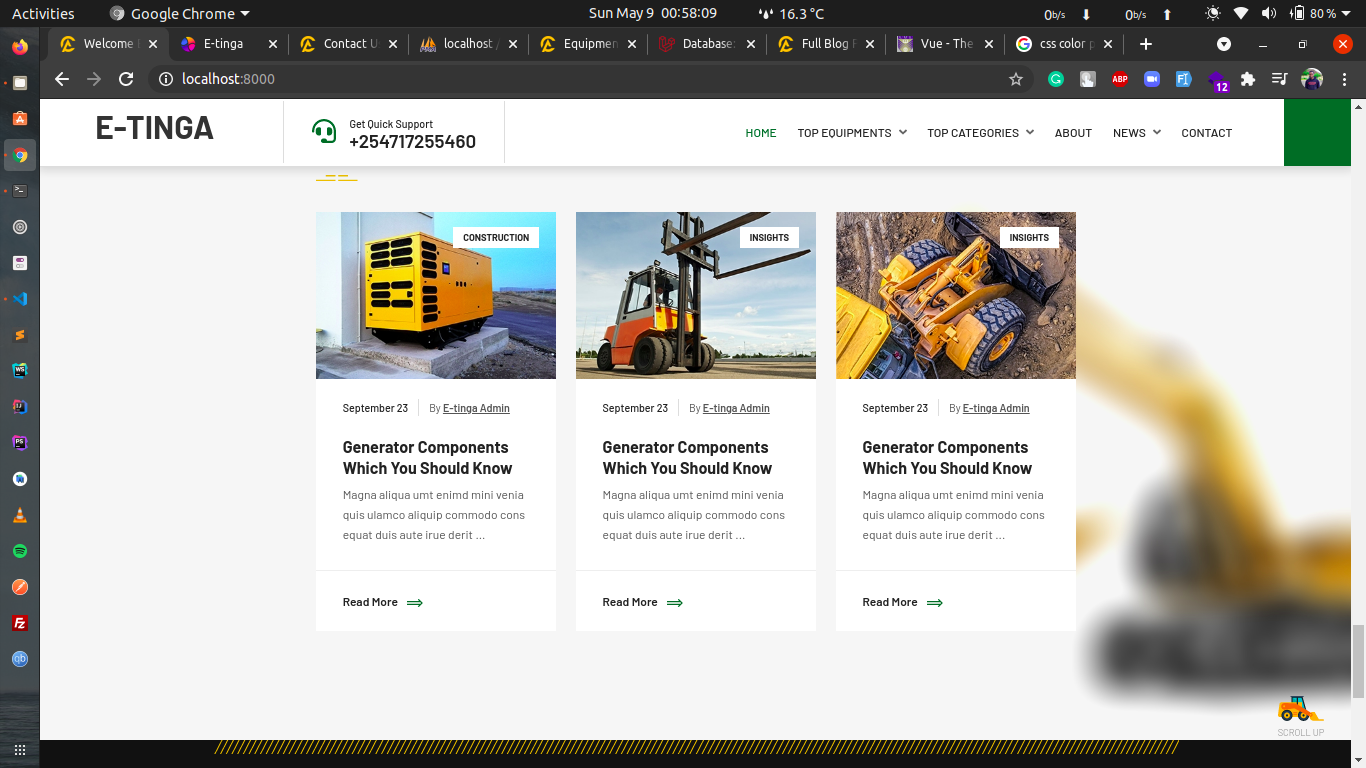 Activities
Google Chrome
Sun May 9 00:58:09
16.3 °C
0b/s
0b/s
80 %
Welcome
E-tinga
Contact U
localhost /
Equipmen
Database:
Full Blog
Vue - The
css color p
localhost:8000
ABP
12
E-TINGA
Get Quick Support
+254717255460
HOME
TOP EQUIPMENTS
TOP CATEGORIES
ABOUT
NEWS
CONTACT
CONSTRUCTION
INSIGHTS
INSIGHTS
September 23
By E-tinga Admin
September 23
By E-tinga Admin
September 23
By E-tinga Admin
Generator Components
Which You Should Know
Magna aliqua umt enimd mini venia
quis ulamco aliquip commodo cons
equat duis aute irue derit ...
Generator Components
Which You Should Know
Magna aliqua umt enimd mini venia
quis ulamco aliquip commodo cons
equat duis aute irue derit ...
Generator Components
Which You Should Know
Magna aliqua umt enimd mini venia
quis ulamco aliquip commodo cons
equat duis aute irue derit ...
Read More
Read More
Read More
SCROLL UP
WS
PS
Fz
qb